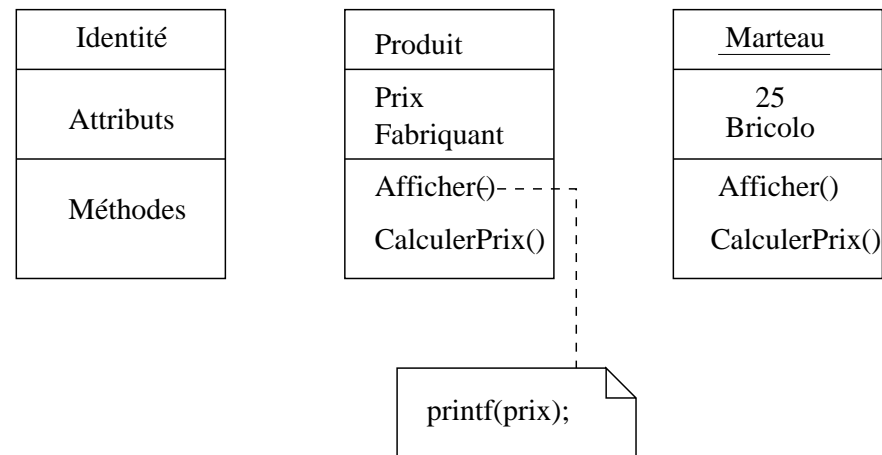 Identité
Attributs
Méthodes
Produit
Prix
Fabriquant
Afficher()
CalculerPrix()
Marteau
25
Bricolo
Afficher()
CalculerPrix()
printf(prix);